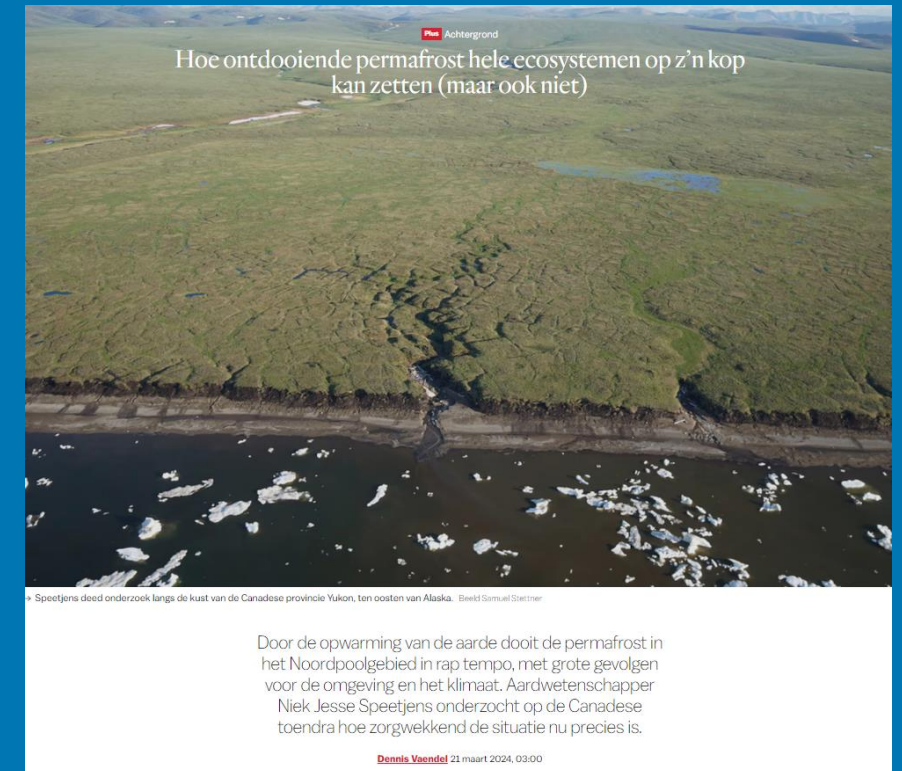 Plus Achtergrond
Hoe ontdooiende permafrost hele ecosystemen op z’n kop
kan zetten (maar ook niet)
→ Speetjens deed onderzoek langs de kust van de Canadese provincie Yukon, ten oosten van Alaska. Beeld Samuel Stettner
Door de opwarming van de aarde dooit de permafrost in
het Noordpoolgebied in rap tempo, met grote gevolgen
voor de omgeving en het klimaat. Aardwetenschapper
Niek Jesse Speetjens onderzocht op de Canadese
toendra hoe zorgwekkend de situatie nu precies is.
Dennis Vaendel 21 maart 2024, 03:00